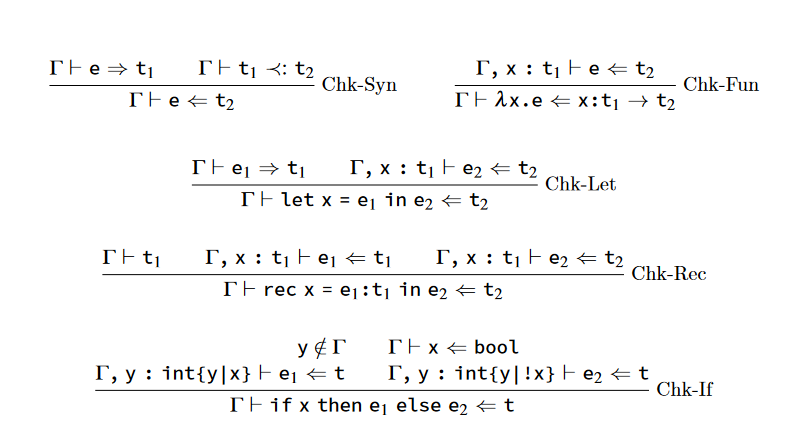 Γ ⊢ e ⇒ t₁    Γ ⊢ t₁ ≺: t₂
Γ ⊢ e ⇐ t₂
Chk-Syn
Γ, x : t₁ ⊢ e ⇐ t₂
Γ ⊢ λx.e ⇐ x:t₁ → t₂
Chk-Fun
Γ ⊢ e₁ ⇒ t₁    Γ, x : t₁ ⊢ e₂ ⇐ t₂
Γ ⊢ let x = e₁ in e₂ ⇐ t₂
Chk-Let
Γ ⊢ t₁    Γ, x : t₁ ⊢ e₁ ⇐ t₁    Γ, x : t₁ ⊢ e₂ ⇐ t₂
Γ ⊢ rec x = e₁:t₁ in e₂ ⇐ t₂
Chk-Rec
y ∉ Γ    Γ ⊢ x ⇐ bool
Γ, y : int{y|x} ⊢ e₁ ⇐ t    Γ, y : int{y|!x} ⊢ e₂ ⇐ t
Γ ⊢ if x then e₁ else e₂ ⇐ t
Chk-If